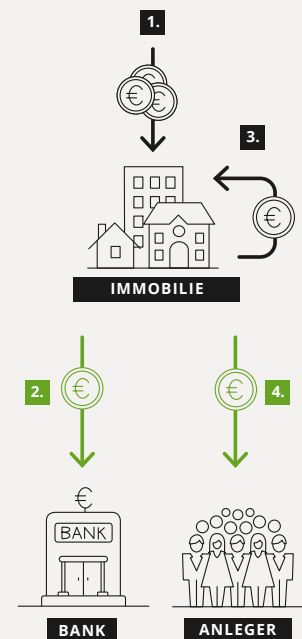 1.
€ € €
3.
€
IMMOBILIE
2.
€
€
4.
€
BANK
BANK
ANLEGER